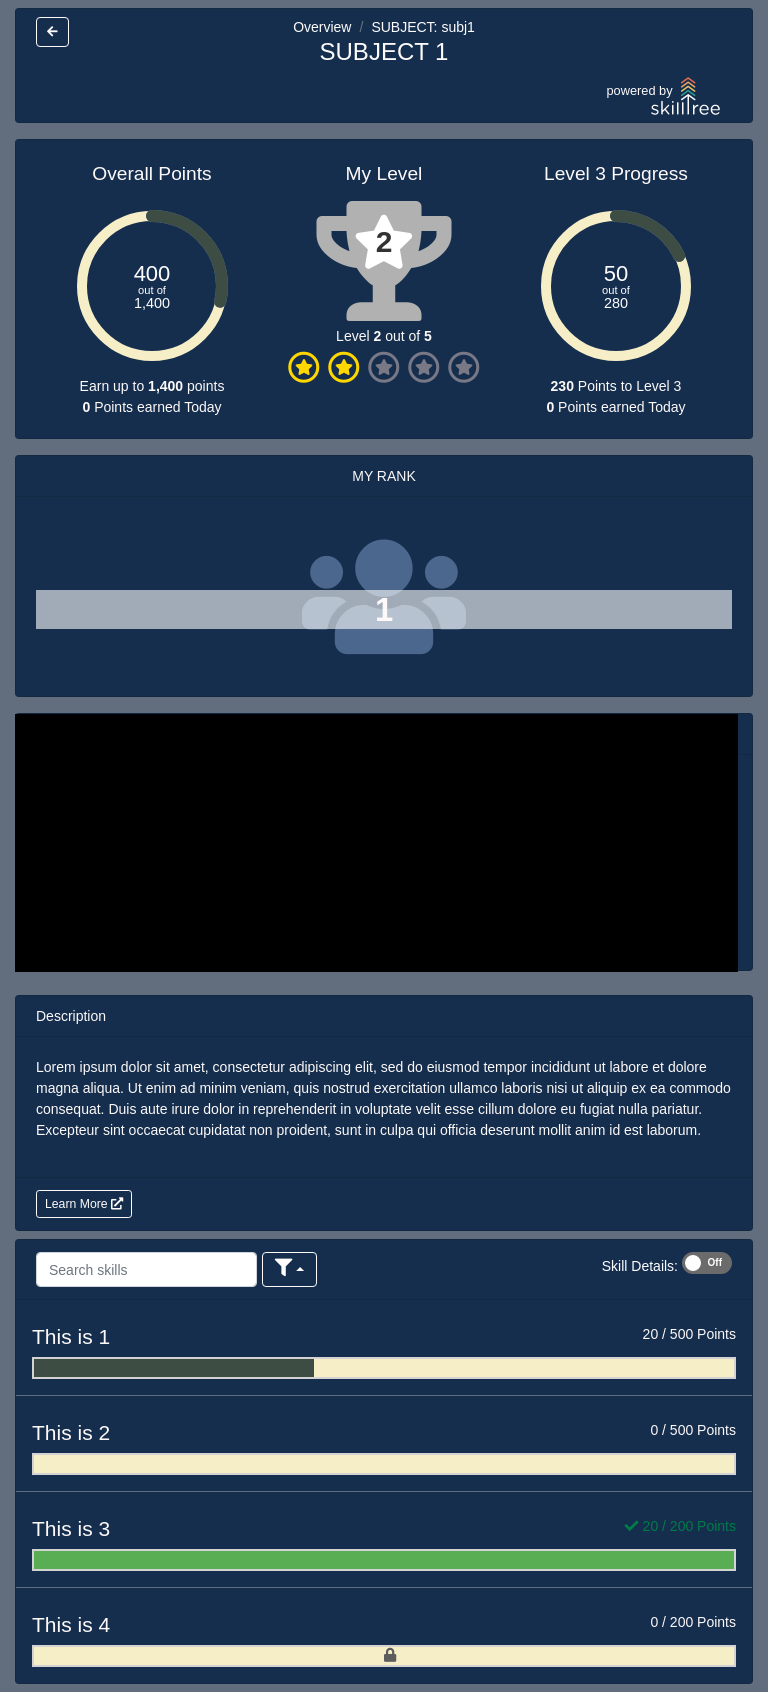 Overview / SUBJECT: subj1
SUBJECT 1
powered by
skilltree
Overall Points
My Level
Level 3 Progress
400
out of
1,400
2
50
out of
280
Level 2 out of 5
Earn up to 1,400 points
0 Points earned Today
230 Points to Level 3
0 Points earned Today
MY RANK
1
Description
Lorem ipsum dolor sit amet, consectetur adipiscing elit, sed do eiusmod tempor incididunt ut labore et dolore
magna aliqua. Ut enim ad minim veniam, quis nostrud exercitation ullamco laboris nisi ut aliquip ex ea commodo
consequat. Duis aute irure dolor in reprehenderit in voluptate velit esse cillum dolore eu fugiat nulla pariatur.
Excepteur sint occaecat cupidatat non proident, sunt in culpa qui officia deserunt mollit anim id est laborum.
Learn More
Search skills
Skill Details: Off
This is 1
20 / 500 Points
This is 2
0 / 500 Points
This is 3
20 / 200 Points
This is 4
0 / 200 Points